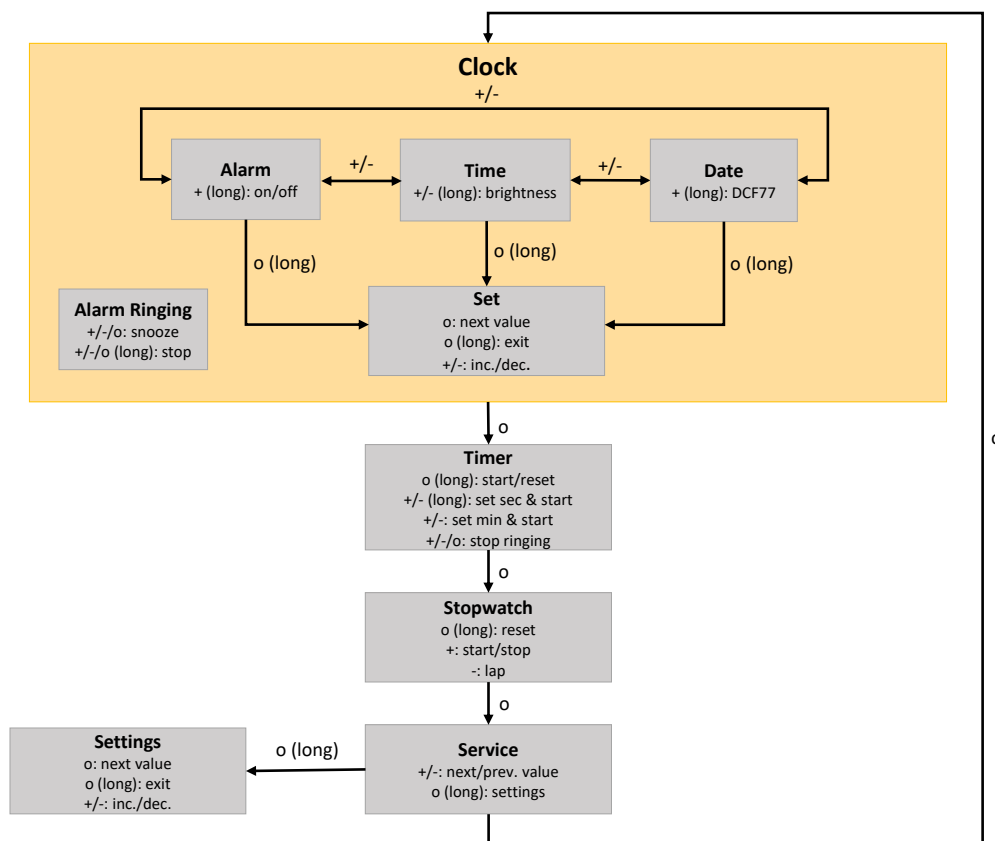 Clock
+/-
Alarm
+ (long): on/off
+/-
Time
+/- (long): brightness
+/-
Date
+ (long): DCF77
o (long)
o (long)
o (long)
Alarm Ringing
+/-/o: snooze
+/-/o (long): stop
Set
o: next value
o (long): exit
+/-: inc./dec.
o
Timer
o (long): start/reset
+/- (long): set sec & start
+/-: set min & start
+/-/o: stop ringing
o
o
Stopwatch
o (long): reset
+: start/stop
-: lap
o
Settings
o: next value
o (long): exit
+/-: inc./dec.
o (long)
Service
+/-: next/prev. value
o (long): settings